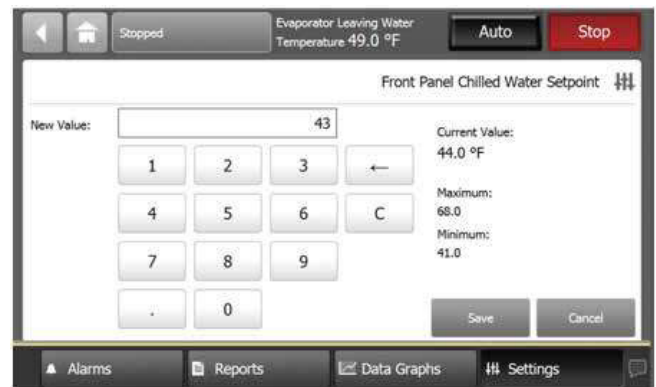 Stopped
Evaporator Leaving Water
Temperature 49.0 °F
Auto
Stop
Front Panel Chilled Water Setpoint
New Value:
43
Current Value:
44.0 °F
1 2 3 ←
Maximum:
68.0
4 5 6 C
Minimum:
41.0
7 8 9
. 0
Save
Cancel
Alarms
Reports
Data Graphs
Settings